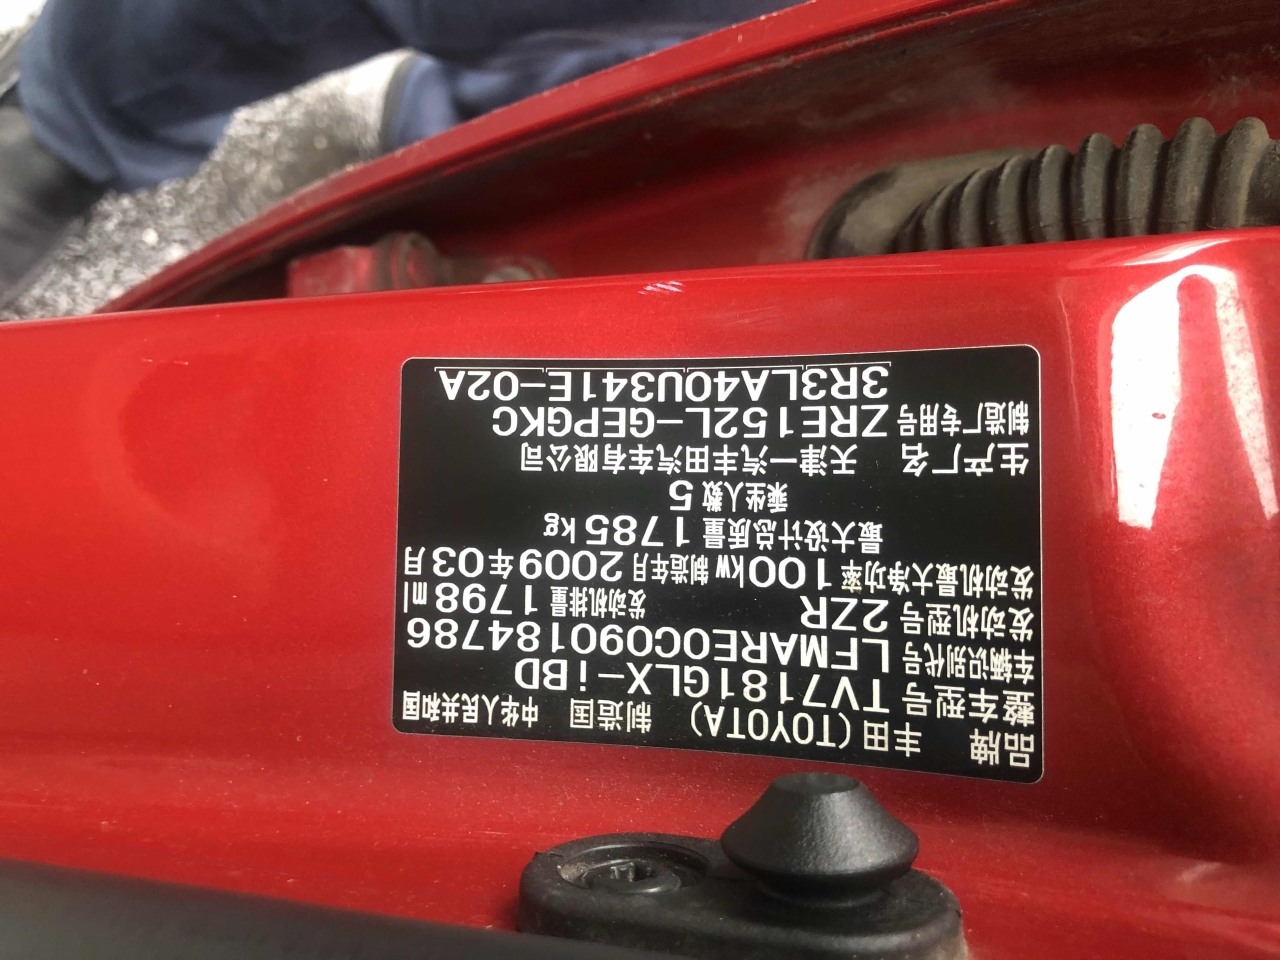 品牌 丰田(TOYOTA) 制造国 中华人民共和国
整车型号 TV7181GLX-iBD
车辆识别代号 LFMARE0C090184786
发动机型号 2ZR 发动机排量 1798 ml
发动机最大净功率 100kw 制造年月 2009年03月
最大设计总质量 1785 kg
乘坐人数 5
生产厂名 天津一汽丰田汽车有限公司
制造厂专用号 ZRE152L-GEPGKC
3R3LA40U341E-02A